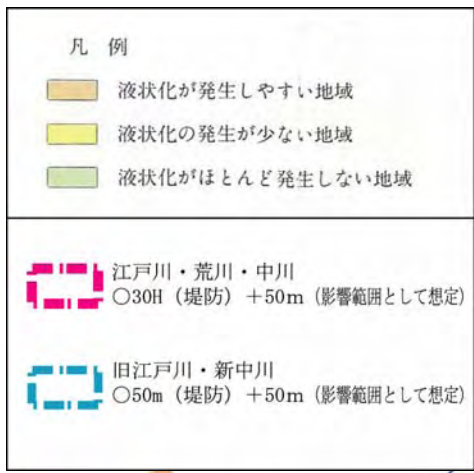 凡 例
液状化が発生しやすい地域
液状化の発生が少ない地域
液状化がほとんど発生しない地域
江戸川・荒川・中川
○30H (堤防) +50m (影響範囲として想定)
旧江戸川・新中川
○50m (堤防) +50m (影響範囲として想定)